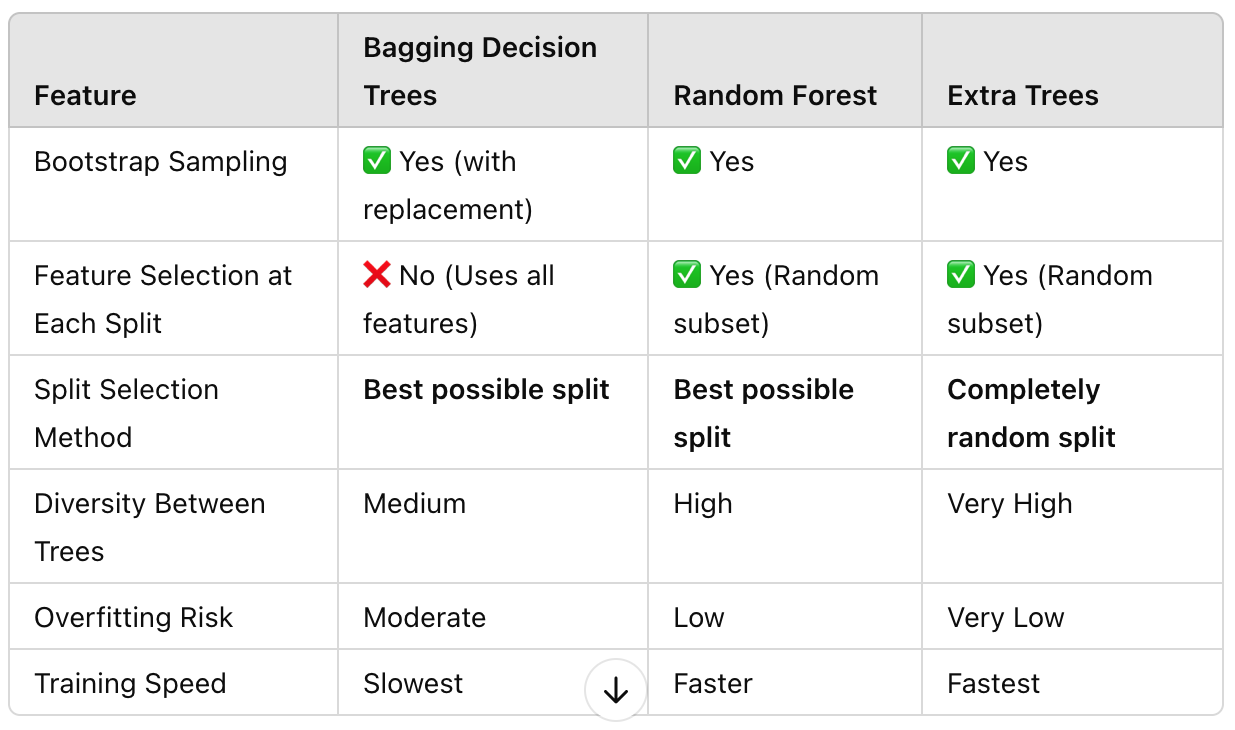 Feature
Bagging Decision
Trees
Random Forest
Extra Trees
Bootstrap Sampling
✅ Yes (with
replacement)
✅ Yes
✅ Yes
Feature Selection at
Each Split
❌ No (Uses all
features)
✅ Yes (Random
subset)
✅ Yes (Random
subset)
Split Selection
Method
Best possible split
Best possible
split
Completely
random split
Diversity Between
Trees
Medium
High
Very High
Overfitting Risk
Moderate
Low
Very Low
Training Speed
Slowest
Faster
Fastest